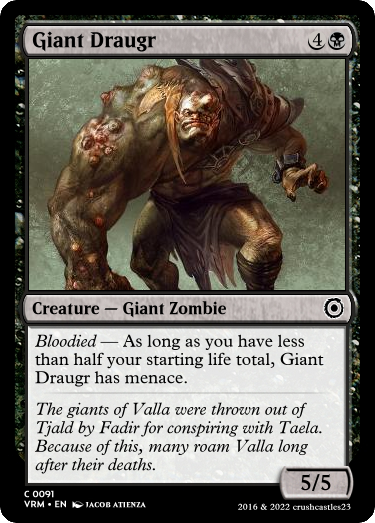 Giant Draugr 4
Creature — Giant Zombie
Bloodied — As long as you have less
than half your starting life total, Giant
Draugr has menace.
The giants of Valla were thrown out of
Tjald by Fadir for conspiring with Taela.
Because of this, many roam Valla long
after their deaths.
5/5
C 0091
VRM • EN JACOB ATIENZA
2016 & 2022 crushcastles23